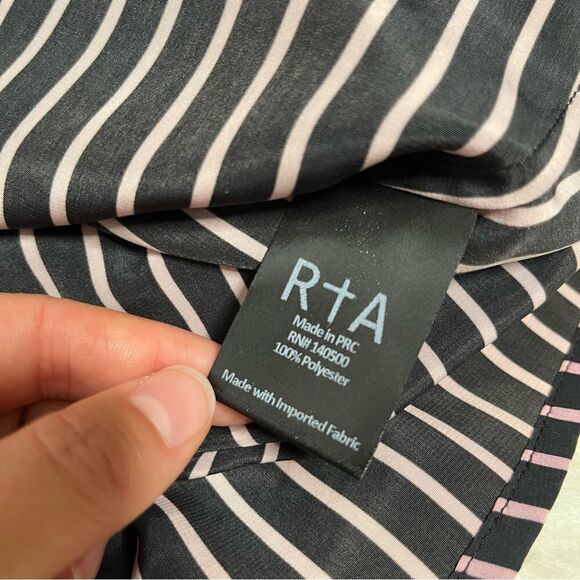 R†A
Made in PRC
RN# 140500
100% Polyester
Made with Imported Fabric